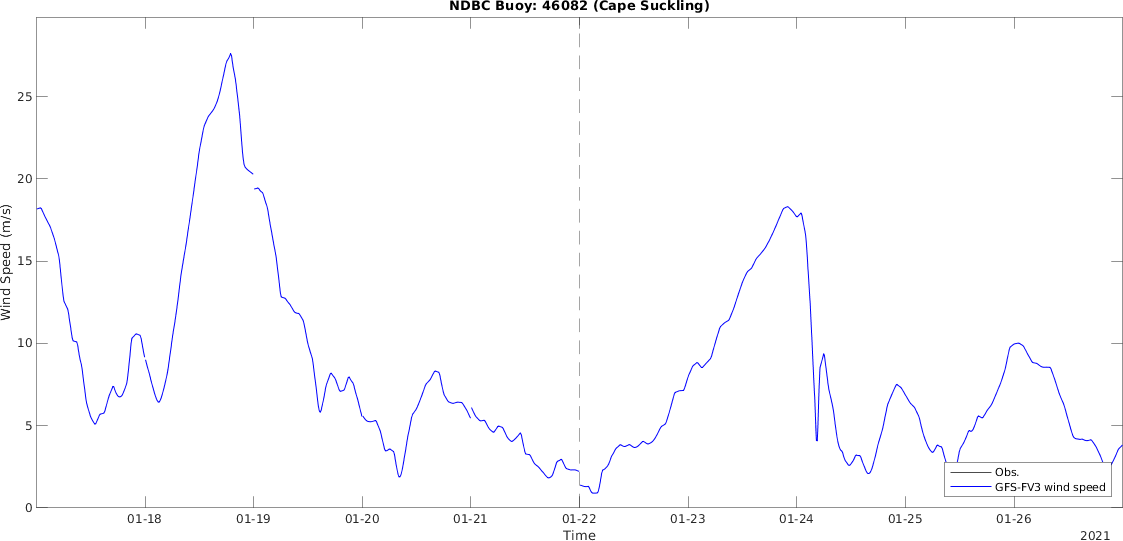 NDBC Buoy: 46082 (Cape Suckling)
Wind Speed (m/s)
25
20
15
10
5
0
01-18 01-19 01-20 01-21 01-22 01-23 01-24 01-25 01-26
Time
2021
Obs.
GFS-FV3 wind speed